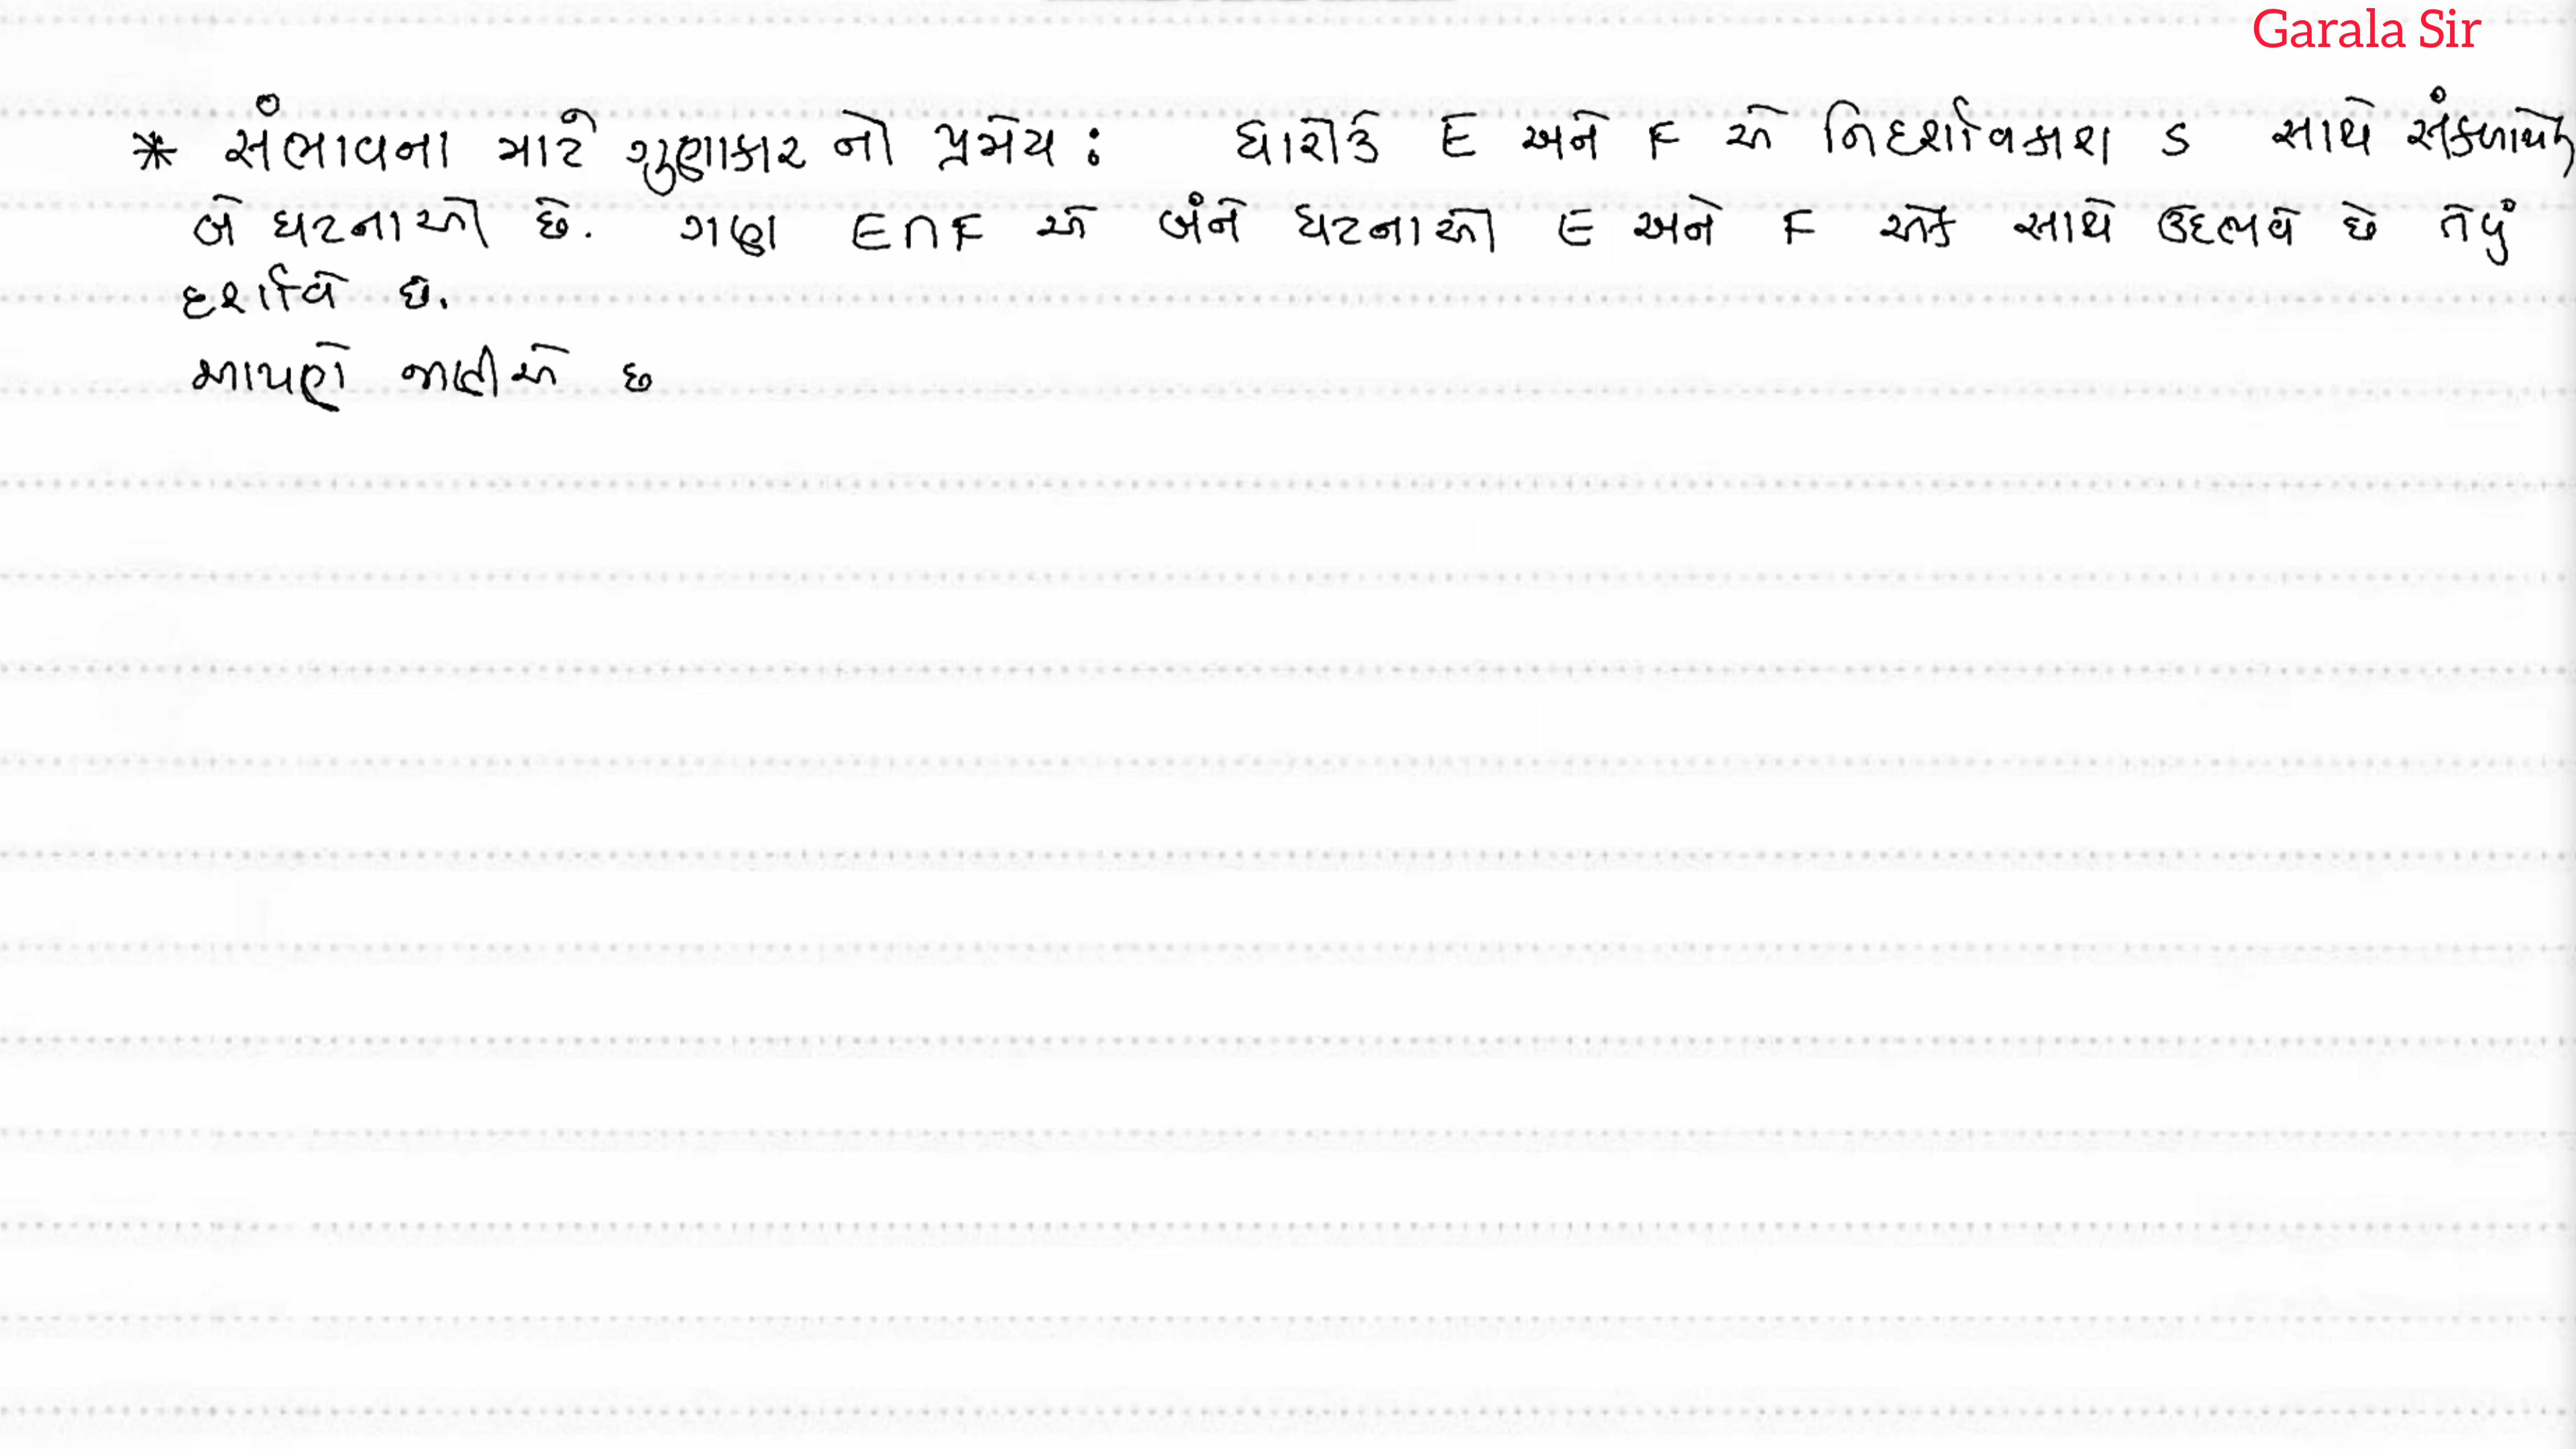 Garala Sir
* સંભાવના માટે ગુણાકાર નો પ્રમેય : ધારોકે E અને F એ નિદર્શાવકાશ S સાથે સંકળાયેલ
બે ઘટનાઓ છે. ગણ E∩F એ બંને ઘટનાઓ E અને F એક સાથે ઉદ્દભવે છે તેવું
દર્શાવે છે.
આપણે જાણીએ છ